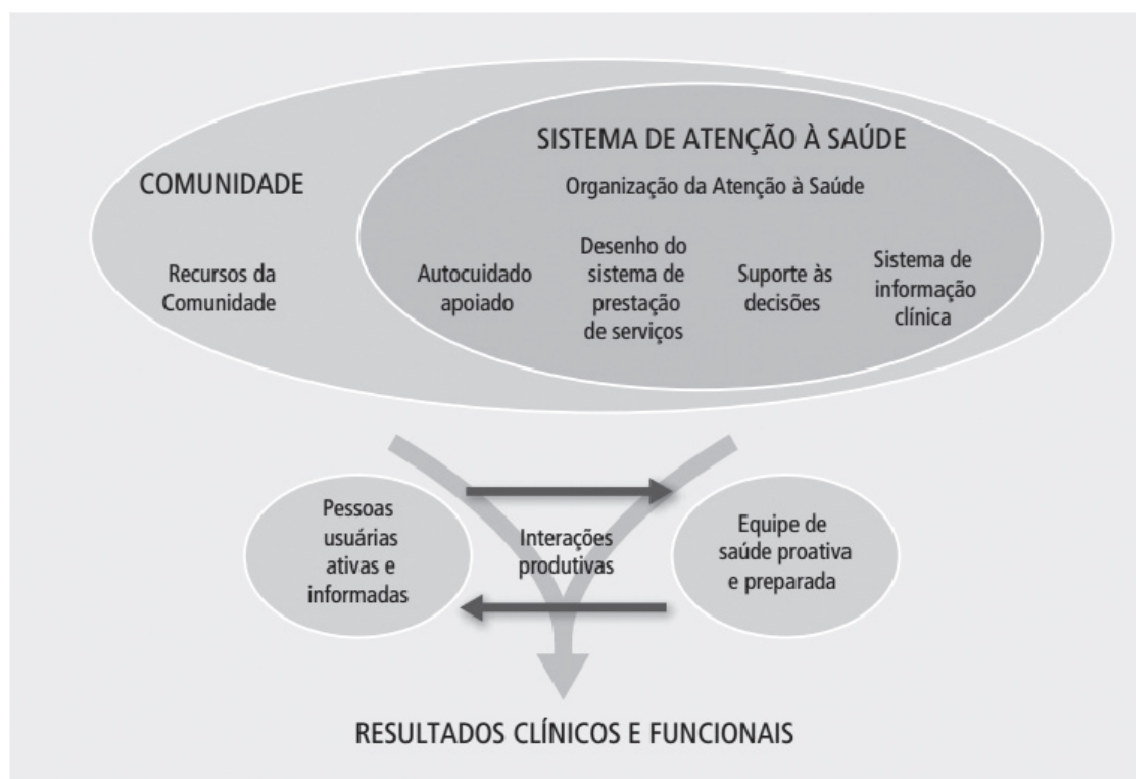 SISTEMA DE ATENÇÃO À SAÚDE
COMUNIDADE
Organização da Atenção à Saúde
Recursos da
Comunidade
Autocuidado
apoiado
Desenho do
sistema de
prestação
de serviços
Suporte às
decisões
Sistema de
informação
clínica
Pessoas
usuárias
ativas e
informadas
Interações
produtivas
Equipe de
saúde proativa
e preparada
RESULTADOS CLÍNICOS E FUNCIONAIS